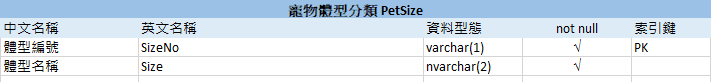 寵物體型分類 PetSize
中文名稱 英文名稱 資料型態 not null 索引鍵
體型編號 SizeNo varchar(1) √ PK
體型名稱 Size nvarchar(2) √